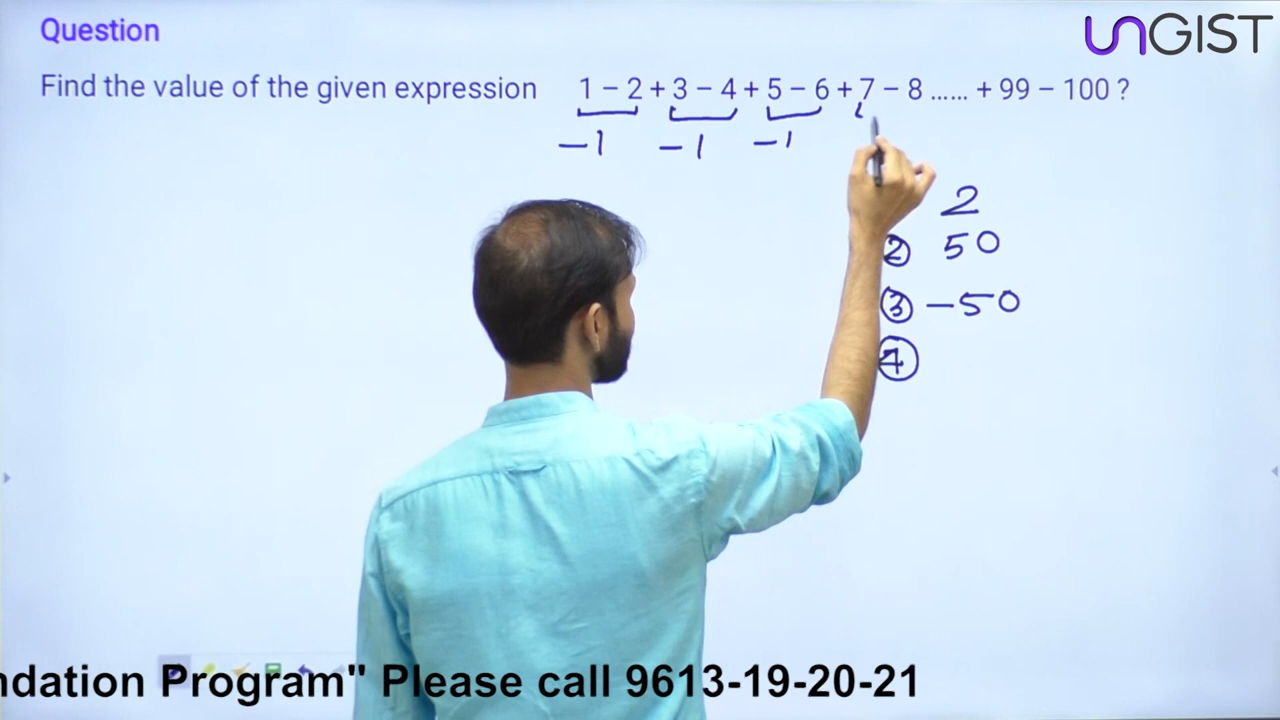 Question
UNGIST
Find the value of the given expression 1 − 2 + 3 − 4 + 5 − 6 + 7 − 8 ...... + 99 − 100 ?
−1 −1 −1
2
② 50
③ −50
④
ndation Program" Please call 9613-19-20-21